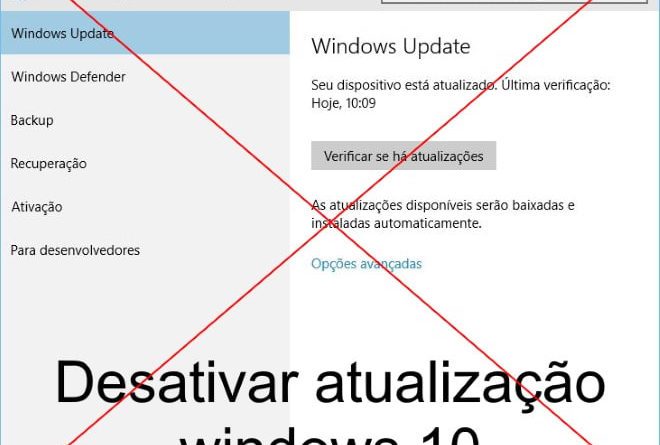 Windows Update
Windows Defender
Backup
Recuperação
Ativação
Para desenvolvedores
Windows Update
Seu dispositivo está atualizado. Última verificação:
Hoje, 10:09
Verificar se há atualizações
As atualizações disponíveis serão baixadas e
instaladas automaticamente.
Opções avançadas
Desativar atualização
windows 10